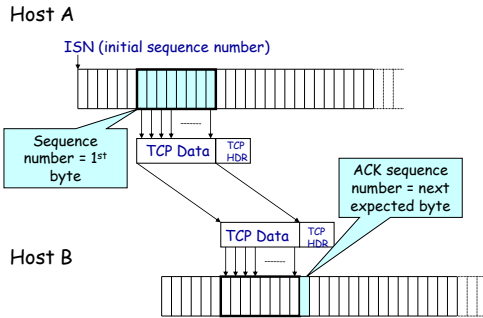 Host A
ISN (initial sequence number)
Sequence
number = 1st
byte
TCP Data
TCP
HDR
ACK sequence
number = next
expected byte
TCP Data
TCP
HDR
Host B